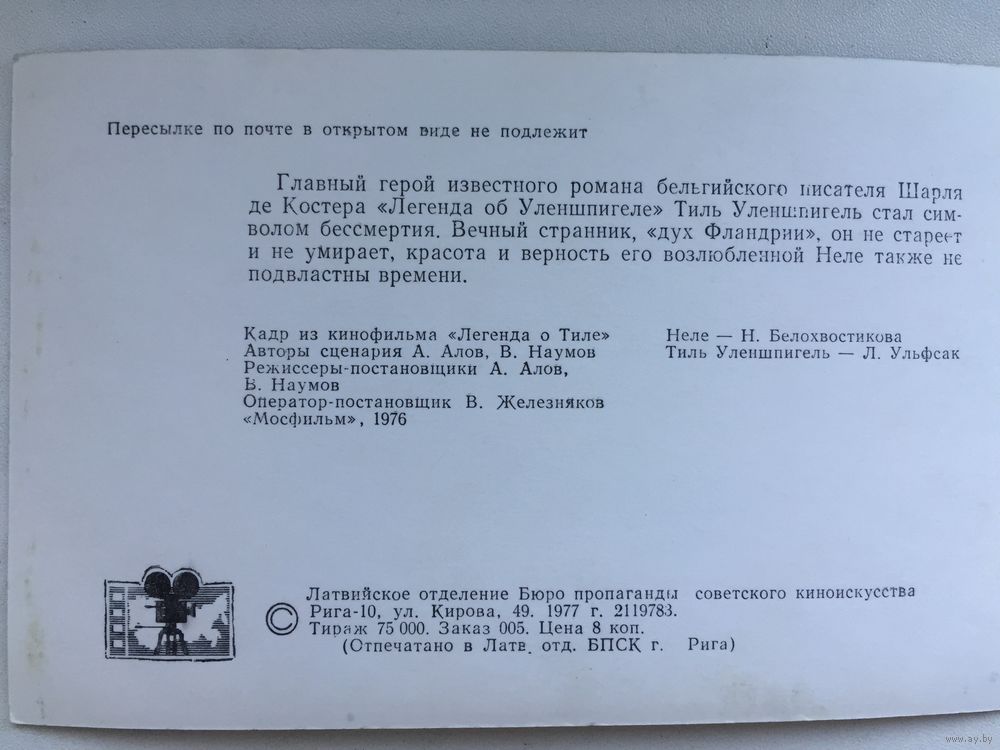 Пересылке по почте в открытом виде не подлежит
Главный герой известного романа бельгийского писателя Шарля
де Костера «Легенда об Уленшпигеле» Тиль Уленшпигель стал сим-
волом бессмертия. Вечный странник, «дух Фландрии», он не стареет
и не умирает, красота и верность его возлюбленной Неле также не
подвластны времени.
Кадр из кинофильма «Легенда о Тиле»
Авторы сценария А. Алов, В. Наумов
Режиссеры-постановщики А. Алов,
В. Наумов
Оператор-постановщик В. Железняков
«Мосфильм», 1976
Неле — Н. Белохвостикова
Тиль Уленшпигель — Л. Ульфсак
© Латвийское отделение Бюро пропаганды советского киноискусства
Рига-10, ул. Кирова, 49. 1977 г. 2119783.
Тираж 75 000. Заказ 005. Цена 8 коп.
(Отпечатано в Латв. отд. БПСК г. Рига)
www.ay.by